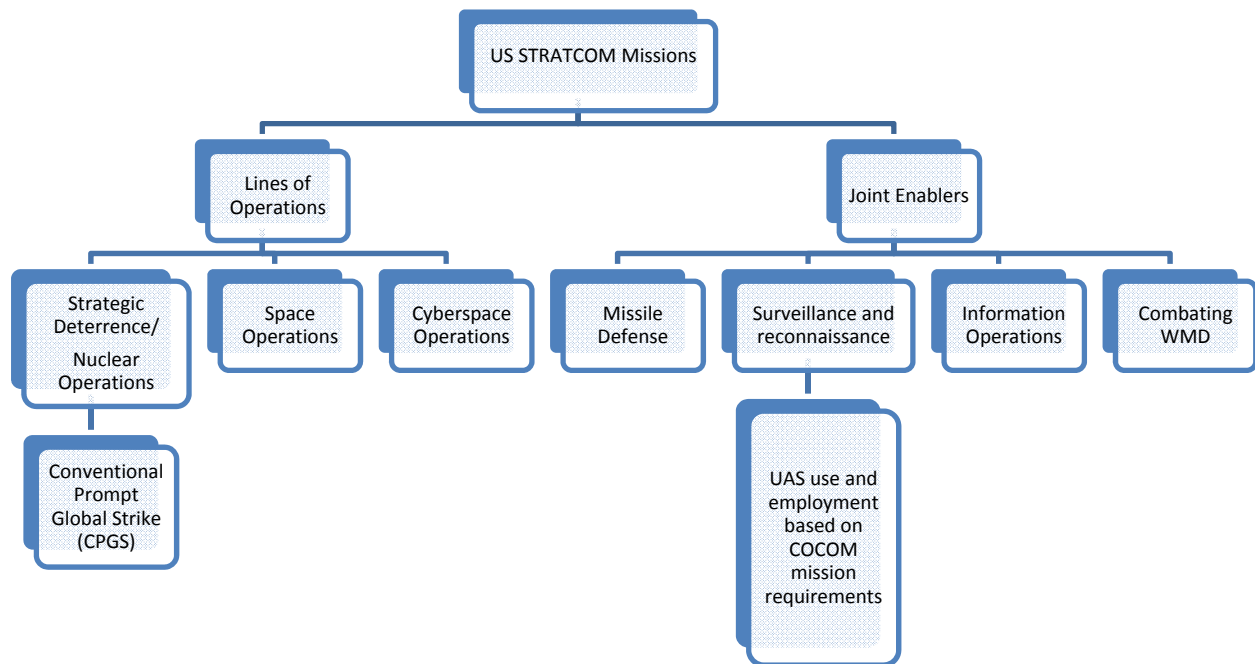 US STRATCOM Missions
Lines of
Operations
Joint Enablers
Strategic
Deterrence/
Nuclear
Operations
Space
Operations
Cyberspace
Operations
Missile
Defense
Surveillance and
reconnaissance
Information
Operations
Combating
WMD
Conventional
Prompt
Global Strike
(CPGS)
UAS use and
employment
based on
COCOM
mission
requirements